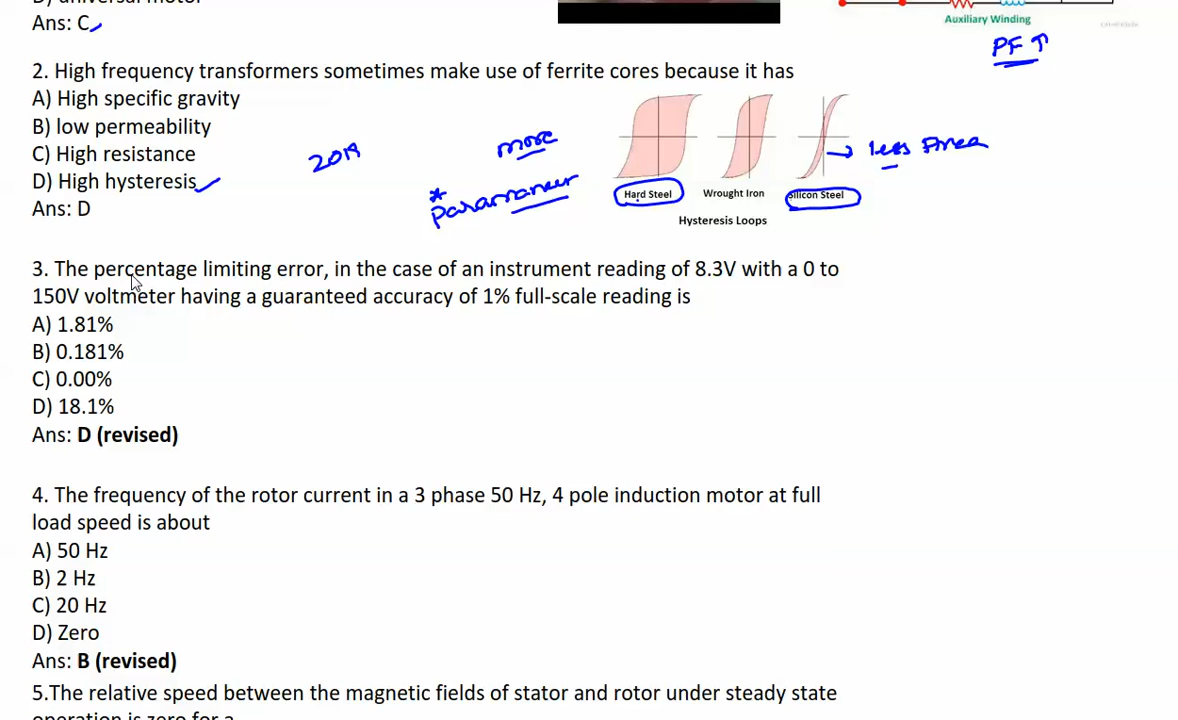 Ans: C
Auxiliary Winding
PF ↑
2. High frequency transformers sometimes make use of ferrite cores because it has
A) High specific gravity
B) low permeability
C) High resistance
D) High hysteresis
Ans: D
more
less Area
Hard Steel
Wrought Iron
Silicon Steel
Hysteresis Loops
3. The percentage limiting error, in the case of an instrument reading of 8.3V with a 0 to
150V voltmeter having a guaranteed accuracy of 1% full-scale reading is
A) 1.81%
B) 0.181%
C) 0.00%
D) 18.1%
Ans: D (revised)
4. The frequency of the rotor current in a 3 phase 50 Hz, 4 pole induction motor at full
load speed is about
A) 50 Hz
B) 2 Hz
C) 20 Hz
D) Zero
Ans: B (revised)
5.The relative speed between the magnetic fields of stator and rotor under steady state
operation is zero for a